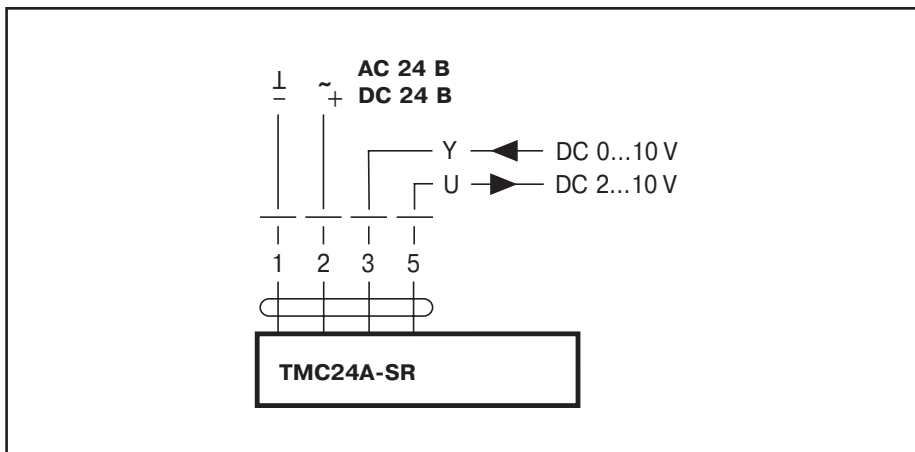 ⊥ ~ AC 24 В
− + DC 24 В
Y DC 0...10 V
U DC 2...10 V
1 2 3 5
TMC24A-SR